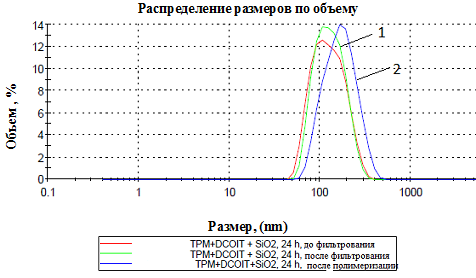 Распределение размеров по объему
Объем , %
14
12
10
8
6
4
2
0
1
2
0.1
1
10
100
1000
Размер, (nm)
TPM+DCOIT + SiO2, 24 h, до фильтрования
TPM+DCOIT + SiO2, 24 h, после фильтрования
TPM+DCOIT+SiO2, 24 h, после полимеризации